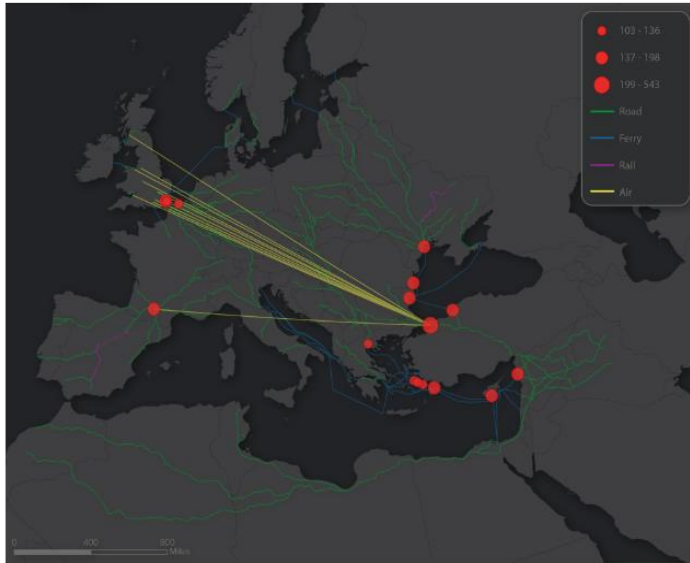 103 - 136
137 - 198
199 - 543
Road
Ferry
Rail
Air
0 400 800
Miles